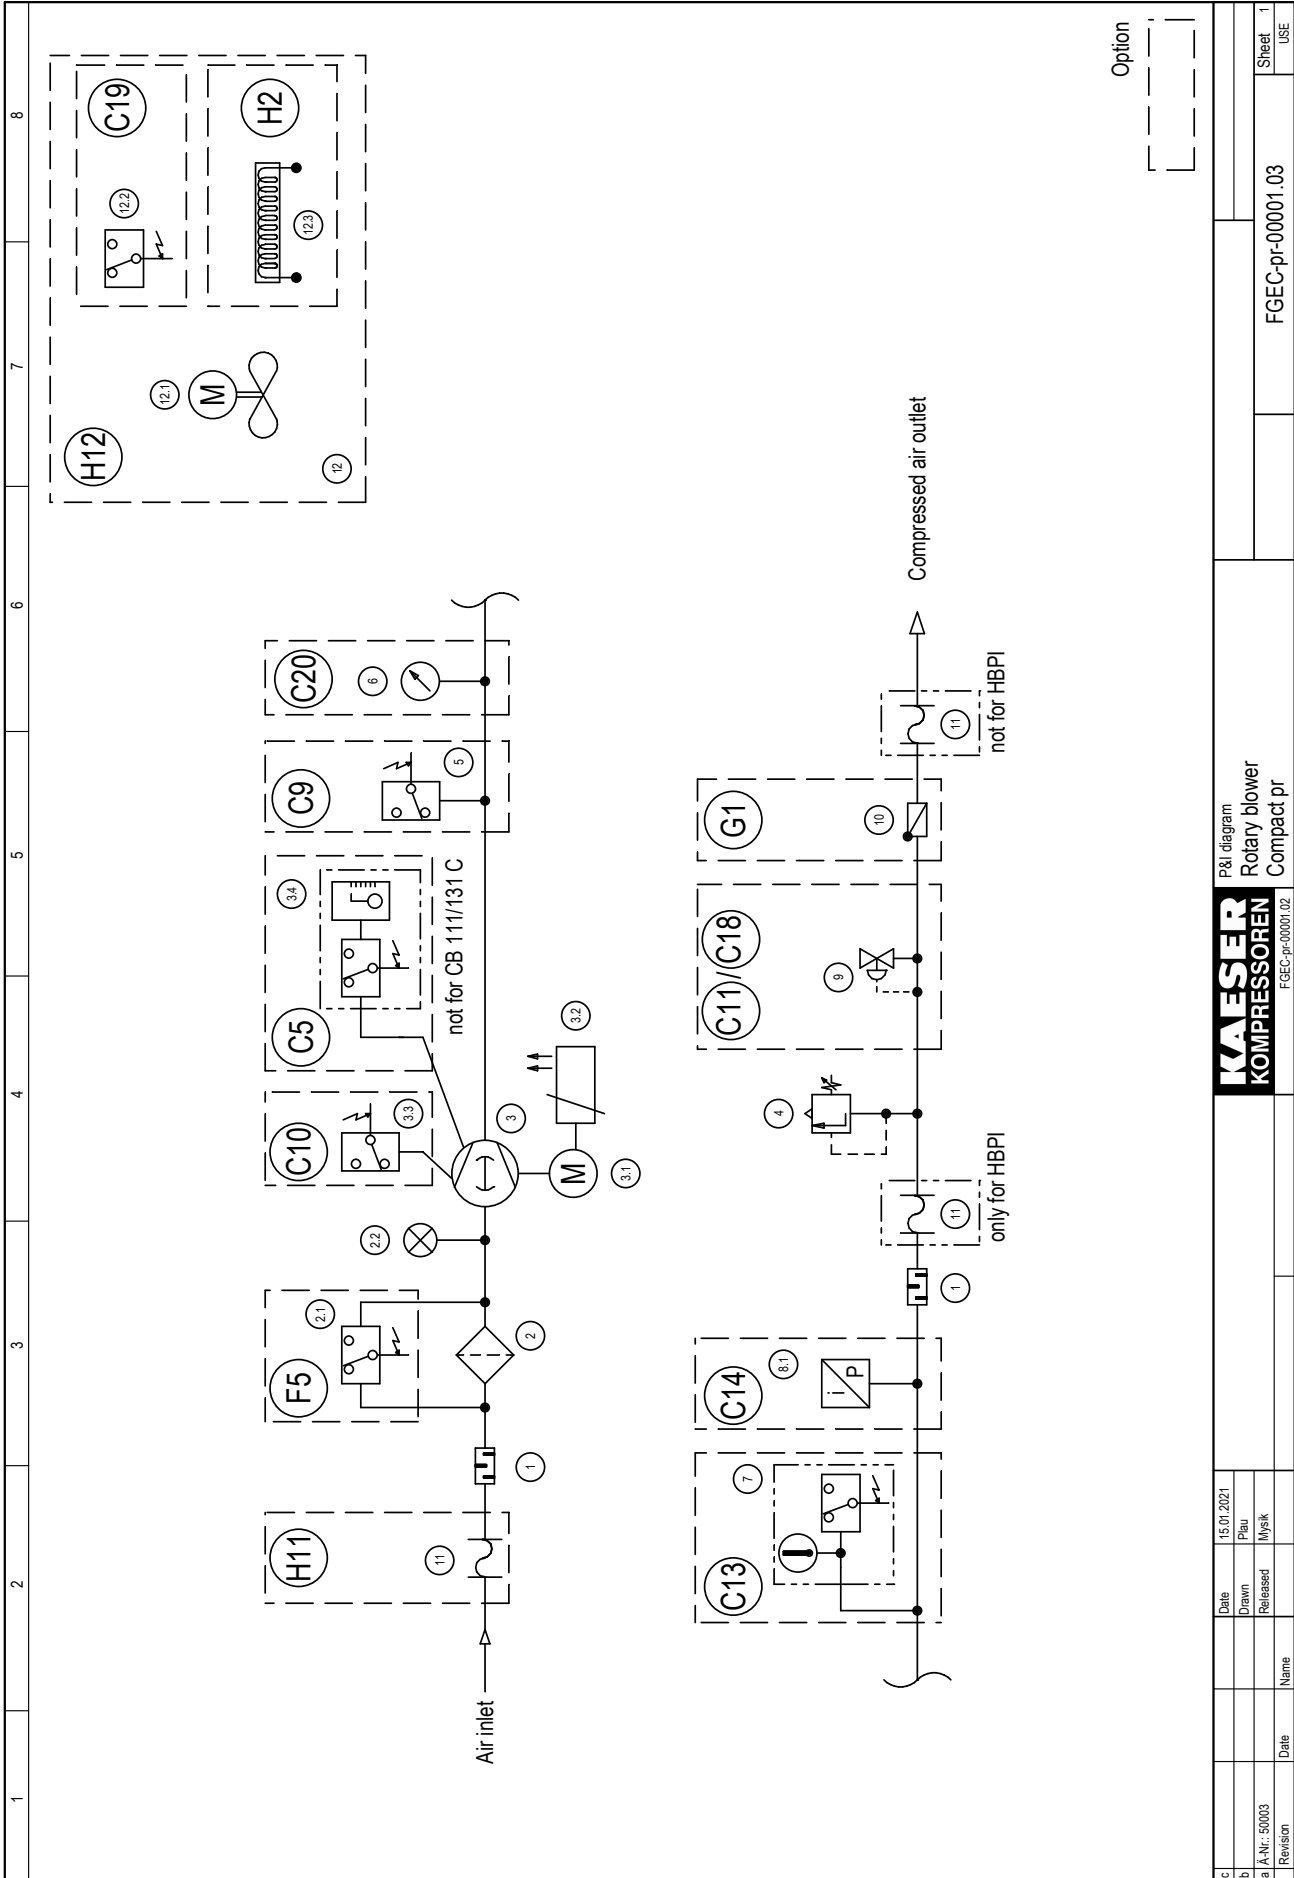 1
2
3
4
5
6
7
8
H12
12.1
M
12.2
C19
12.3
H2
12
Air inlet
H11
11
1
F5
2.1
2
2.2
C10
3.3
3
M
3.1
3.2
C5
3.4
not for CB 111/131 C
C9
5
C20
6
C13
7
C14
8.1
i
P
1
11
only for HBPI
4
C11/C18
9
G1
10
11
not for HBPI
Compressed air outlet
Option
c
b
a Ä-Nr.: 50003
Revision
Date
Name
Date
15.01.2021
Drawn
Plau
Released
Mysik
KAESER
KOMPRESSOREN
FGEC-pr-00001.02
P&I diagram
Rotary blower
Compact pr
FGEC-pr-00001.03
Sheet 1
USE